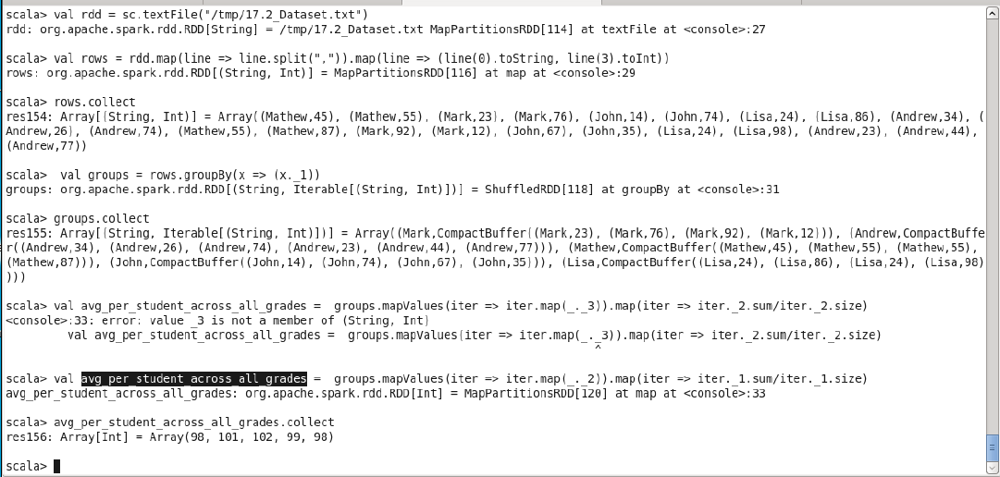 scala> val rdd = sc.textFile("/tmp/17.2_Dataset.txt")
rdd: org.apache.spark.rdd.RDD[String] = /tmp/17.2_Dataset.txt MapPartitionsRDD[114] at textFile at <console>:27
scala> val rows = rdd.map(line => line.split(",")).map(line => (line(0).toString, line(3).toInt))
rows: org.apache.spark.rdd.RDD[(String, Int)] = MapPartitionsRDD[116] at map at <console>:29
scala> rows.collect
res154: Array[(String, Int)] = Array((Mathew,45), (Mathew,55), (Mark,23), (Mark,76), (John,14), (John,74), (Lisa,24), (Lisa,86), (Andrew,34), (
Andrew,26), (Andrew,74), (Mathew,55), (Mathew,87), (Mark,92), (Mark,12), (John,67), (John,35), (Lisa,24), (Lisa,98), (Andrew,23), (Andrew,44),
(Andrew,77))
scala>  val groups = rows.groupBy(x => (x._1))
groups: org.apache.spark.rdd.RDD[(String, Iterable[(String, Int)])] = ShuffledRDD[118] at groupBy at <console>:31
scala> groups.collect
res155: Array[(String, Iterable[(String, Int)])] = Array((Mark,CompactBuffer((Mark,23), (Mark,76), (Mark,92), (Mark,12))), (Andrew,CompactBuffe
r((Andrew,34), (Andrew,26), (Andrew,74), (Andrew,23), (Andrew,44), (Andrew,77))), (Mathew,CompactBuffer((Mathew,45), (Mathew,55), (Mathew,55),
(Mathew,87))), (John,CompactBuffer((John,14), (John,74), (John,67), (John,35))), (Lisa,CompactBuffer((Lisa,24), (Lisa,86), (Lisa,24), (Lisa,98)
)))
scala> val avg_per_student_across_all_grades =  groups.mapValues(iter => iter.map(_._3)).map(iter => iter._2.sum/iter._2.size)
<console>:33: error: value _3 is not a member of (String, Int)
         val avg_per_student_across_all_grades =  groups.mapValues(iter => iter.map(_._3)).map(iter => iter._2.sum/iter._2.size)
^
scala> val avg_per_student_across_all_grades =  groups.mapValues(iter => iter.map(_._2)).map(iter => iter._1.sum/iter._1.size)
avg_per_student_across_all_grades: org.apache.spark.rdd.RDD[Int] = MapPartitionsRDD[120] at map at <console>:33
scala> avg_per_student_across_all_grades.collect
res156: Array[Int] = Array(98, 101, 102, 99, 98)
scala>